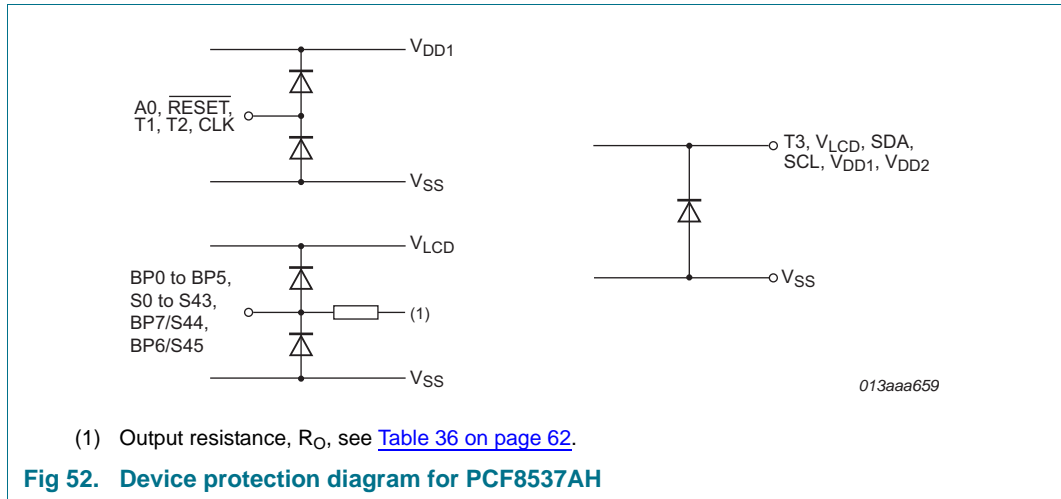 VDD1
A0, RESET,
T1, T2, CLK
VSS
VLCD
BP0 to BP5,
S0 to S43,
BP7/S44,
BP6/S45
(1)
VSS
T3, VLCD, SDA,
SCL, VDD1, VDD2
VSS
013aaa659
(1) Output resistance, RO, see Table 36 on page 62.
Fig 52. Device protection diagram for PCF8537AH